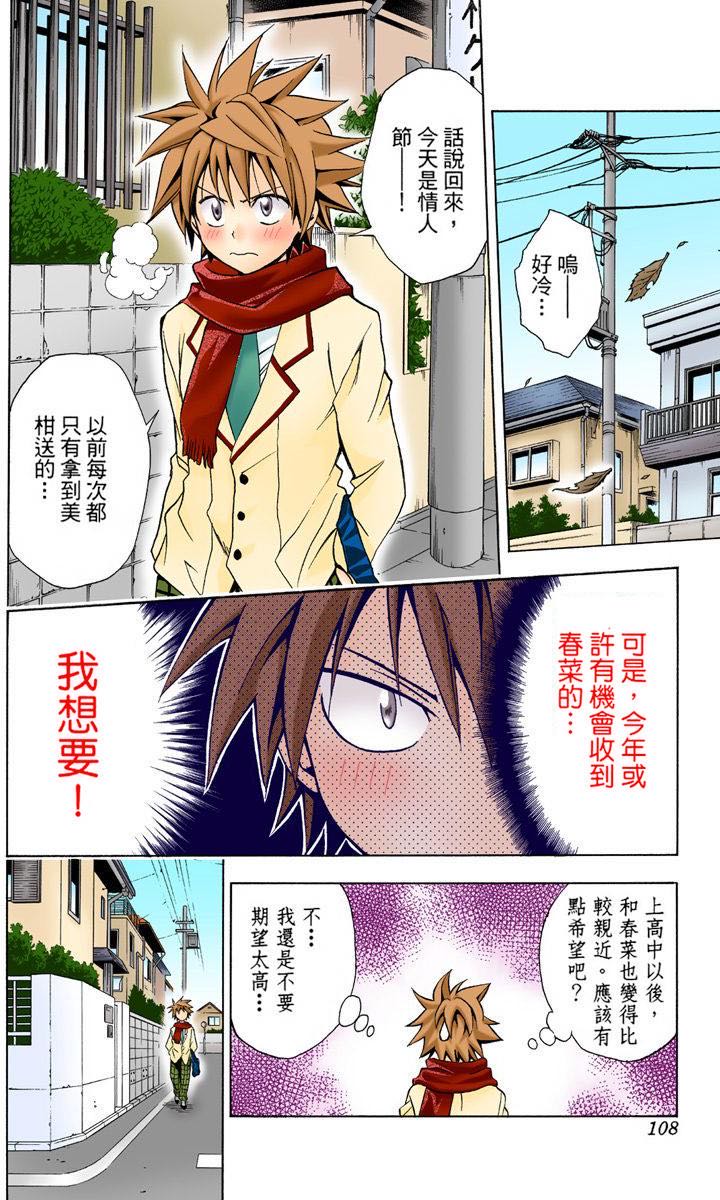 嗚──
好冷…
話說回來，
今天是情人
節──！
以前每次都
只有拿到美
柑送的…
可是，今年或
許有機會收到
春菜的…
我想要！
上高中以後，
和春菜也變得比
較親近。應該有
點希望吧？
不…
我還是不要
期望太高…
108